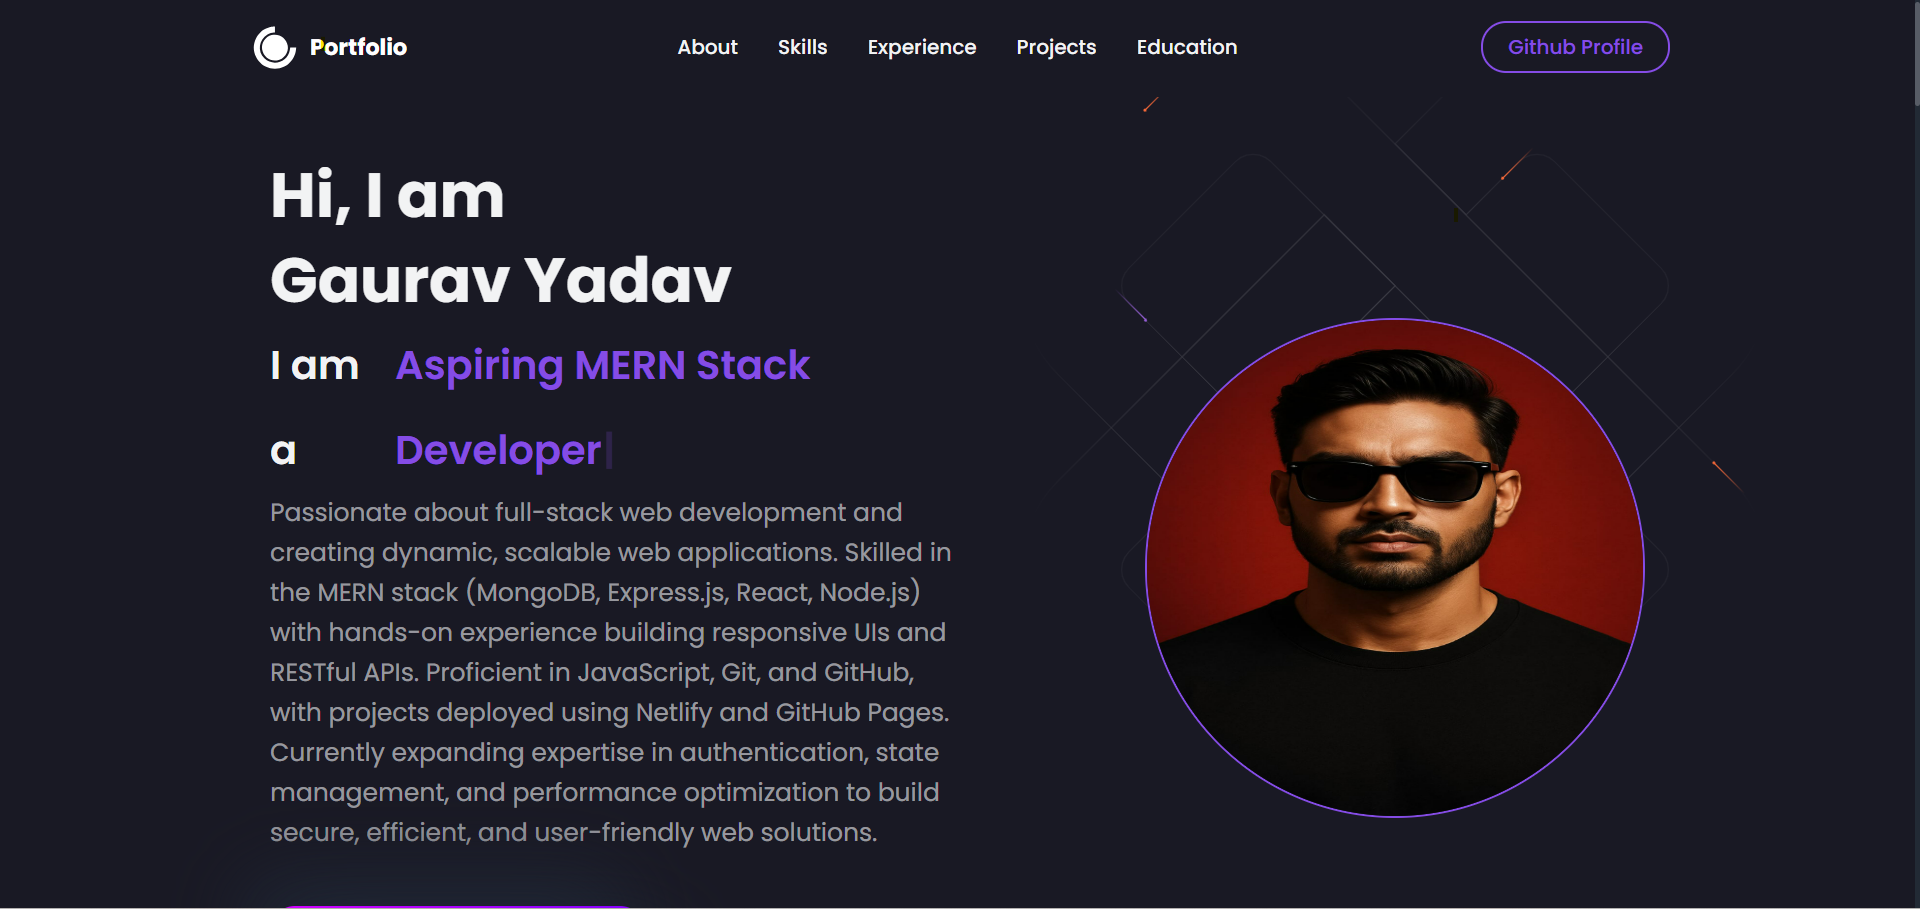 Portfolio
About
Skills
Experience
Projects
Education
Github Profile
Hi, I am
Gaurav Yadav
I am Aspiring MERN Stack
a Developer
Passionate about full-stack web development and
creating dynamic, scalable web applications. Skilled in
the MERN stack (MongoDB, Express.js, React, Node.js)
with hands-on experience building responsive UIs and
RESTful APIs. Proficient in JavaScript, Git, and GitHub,
with projects deployed using Netlify and GitHub Pages.
Currently expanding expertise in authentication, state
management, and performance optimization to build
secure, efficient, and user-friendly web solutions.